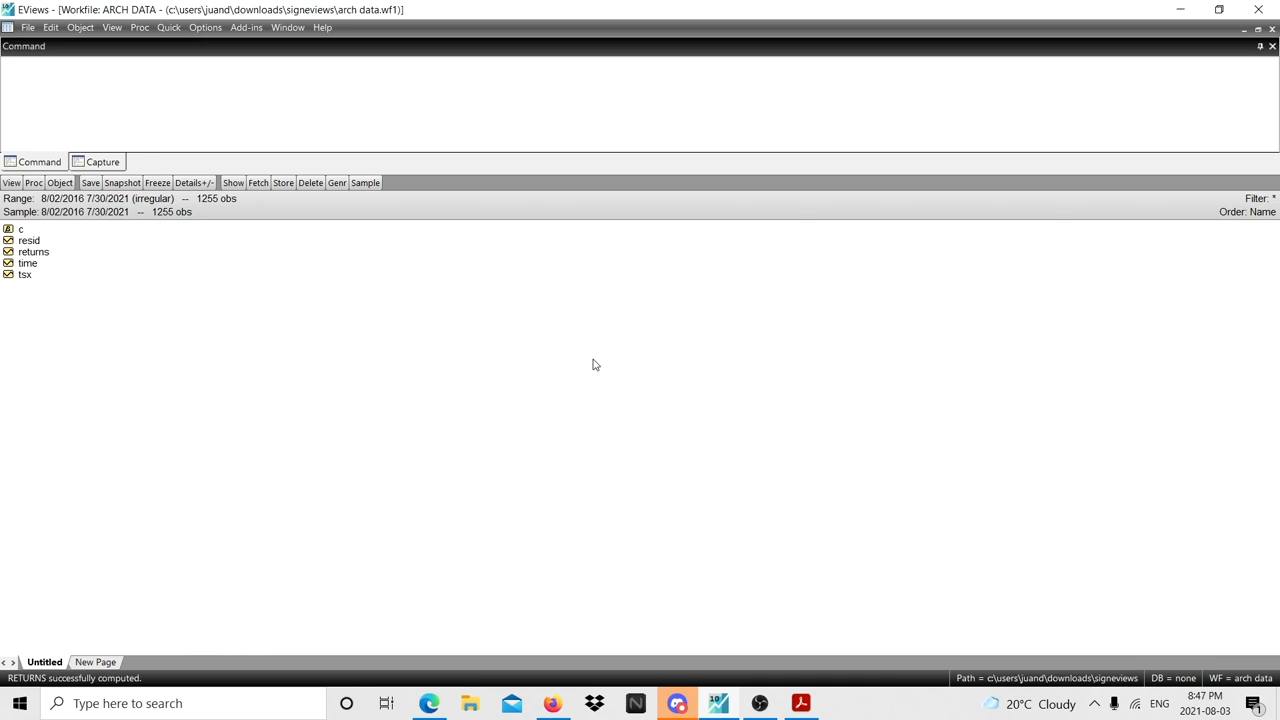 EViews - [Workfile: ARCH DATA - (c:\users\juand\downloads\signeviews\arch data.wf1)]
File Edit Object View Proc Quick Options Add-ins Window Help
Command
Command Capture
View Proc Object Save Snapshot Freeze Details+/- Show Fetch Store Delete Genr Sample
Range: 8/02/2016 7/30/2021 (irregular) -- 1255 obs Filter: *
Sample: 8/02/2016 7/30/2021 -- 1255 obs Order: Name
c
resid
returns
time
tsx
Untitled New Page
RETURNS successfully computed. Path = c:\users\juand\downloads\signeviews DB = none WF = arch data
Type here to search 20°C Cloudy ENG 8:47 PM
2021-08-03